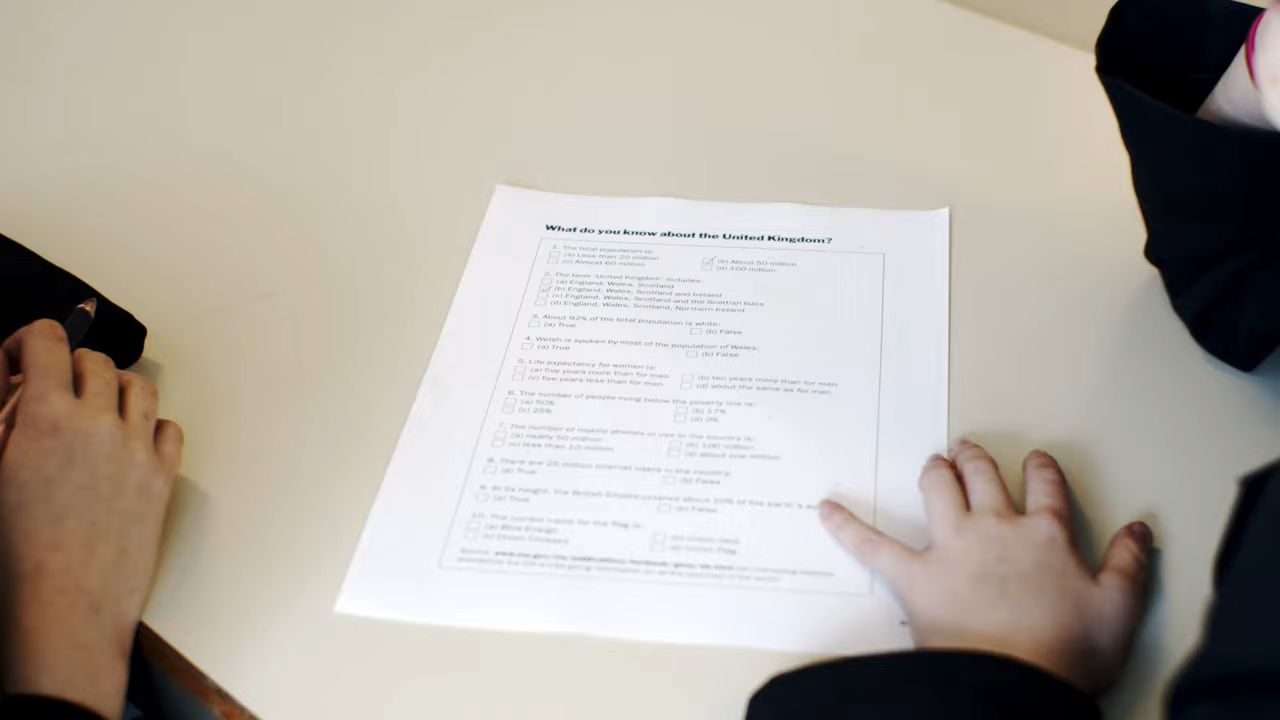 What do you know about the United Kingdom?
1. The total population is:
(a) Less than 20 million (b) About 50 million
(c) Almost 60 million (d) 100 million
2. The term 'United Kingdom' includes:
(a) England, Wales, Scotland
(b) England, Wales, Scotland and Ireland
(c) England, Wales, Scotland and the Scottish Isles
(d) England, Wales, Scotland, Northern Ireland
3. About 92% of the total population is white:
(a) True (b) False
4. Welsh is spoken by most of the population of Wales:
(a) True (b) False
5. Life expectancy for women is:
(a) five years more than for men (b) ten years more than for men
(c) five years less than for men (d) about the same as for men
6. The number of people living below the poverty line is:
(a) 50% (b) 17%
(c) 25% (d) 0%
7. The number of mobile phones in use in the country is:
(a) nearly 50 million (b) 100 million
(c) less than 10 million (d) about one million
8. There are 25 million internet users in the country:
(a) True (b) False
9. At its height, the British Empire covered about 10% of the earth's
(a) True (b) False
10. The correct name for the flag is:
(a) Blue Ensign